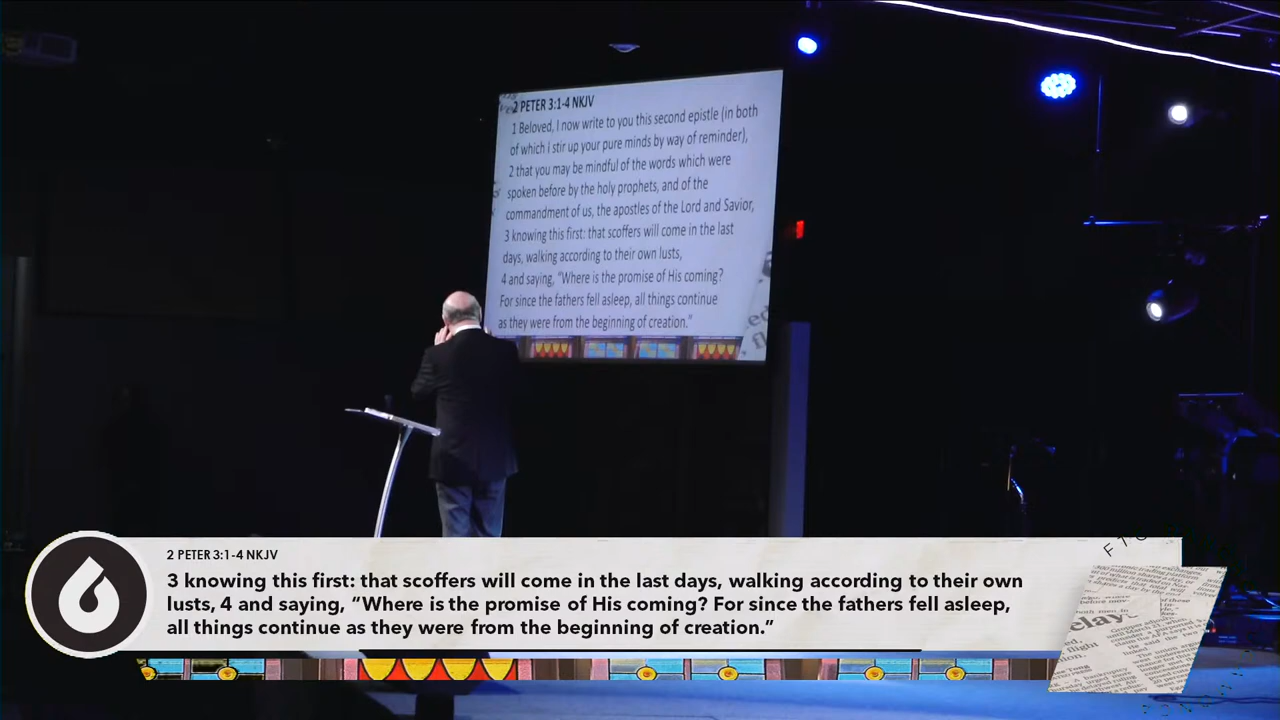 2 PETER 3:1-4 NKJV
1 Beloved, I now write to you this second epistle (in both
of which I stir up your pure minds by way of reminder),
2 that you may be mindful of the words which were
spoken before by the holy prophets, and of the
commandment of us, the apostles of the Lord and Savior,
3 knowing this first: that scoffers will come in the last
days, walking according to their own lusts,
4 and saying, "Where is the promise of His coming?
For since the fathers fell asleep, all things continue
as they were from the beginning of creation."
2 PETER 3:1-4 NKJV
3 knowing this first: that scoffers will come in the last days, walking according to their own
lusts, 4 and saying, “Where is the promise of His coming? For since the fathers fell asleep,
all things continue as they were from the beginning of creation.”
elay
flight